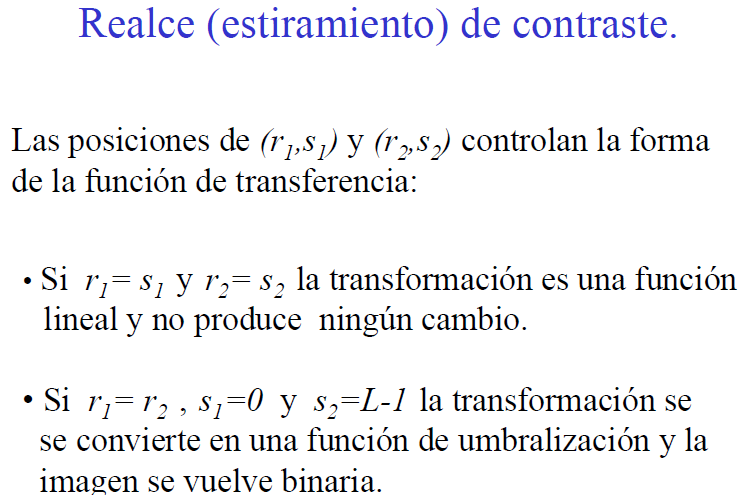 Realce (estiramiento) de contraste.
Las posiciones de (r₁,s₁) y (r₂,s₂) controlan la forma
de la función de transferencia:
• Si r₁= s₁ y r₂= s₂ la transformación es una función
lineal y no produce ningún cambio.
• Si r₁= r₂ , s₁=0 y s₂=L-1 la transformación se
se convierte en una función de umbralización y la
imagen se vuelve binaria.